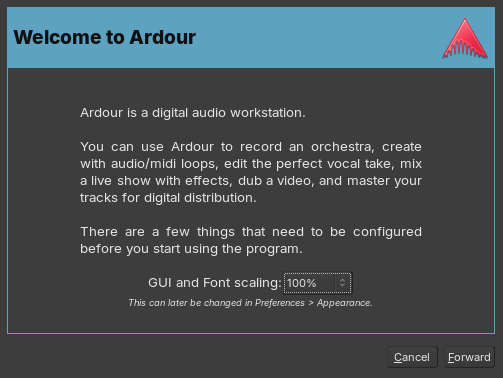 Welcome to Ardour
Ardour is a digital audio workstation.
You can use Ardour to record an orchestra, create
with audio/midi loops, edit the perfect vocal take, mix
a live show with effects, dub a video, and master your
tracks for digital distribution.
There are a few things that need to be configured
before you start using the program.
GUI and Font scaling: 100%
This can later be changed in Preferences > Appearance.
Cancel Forward